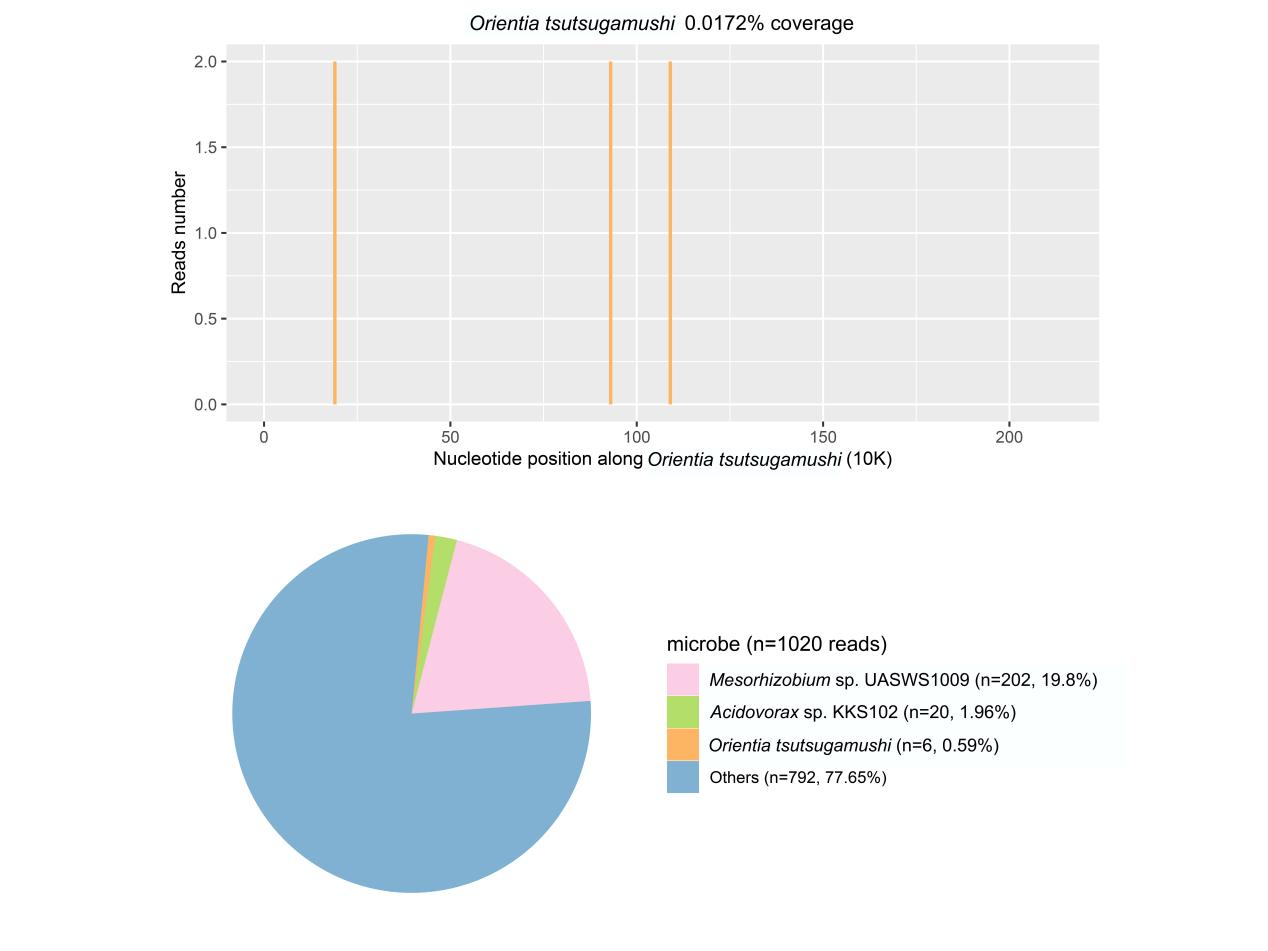 Orientia tsutsugamushi 0.0172% coverage
Reads number
2.0
1.5
1.0
0.5
0.0
0 50 100 150 200
Nucleotide position along Orientia tsutsugamushi (10K)
microbe (n=1020 reads)
Mesorhizobium sp. UASWS1009 (n=202, 19.8%)
Acidovorax sp. KKS102 (n=20, 1.96%)
Orientia tsutsugamushi (n=6, 0.59%)
Others (n=792, 77.65%)